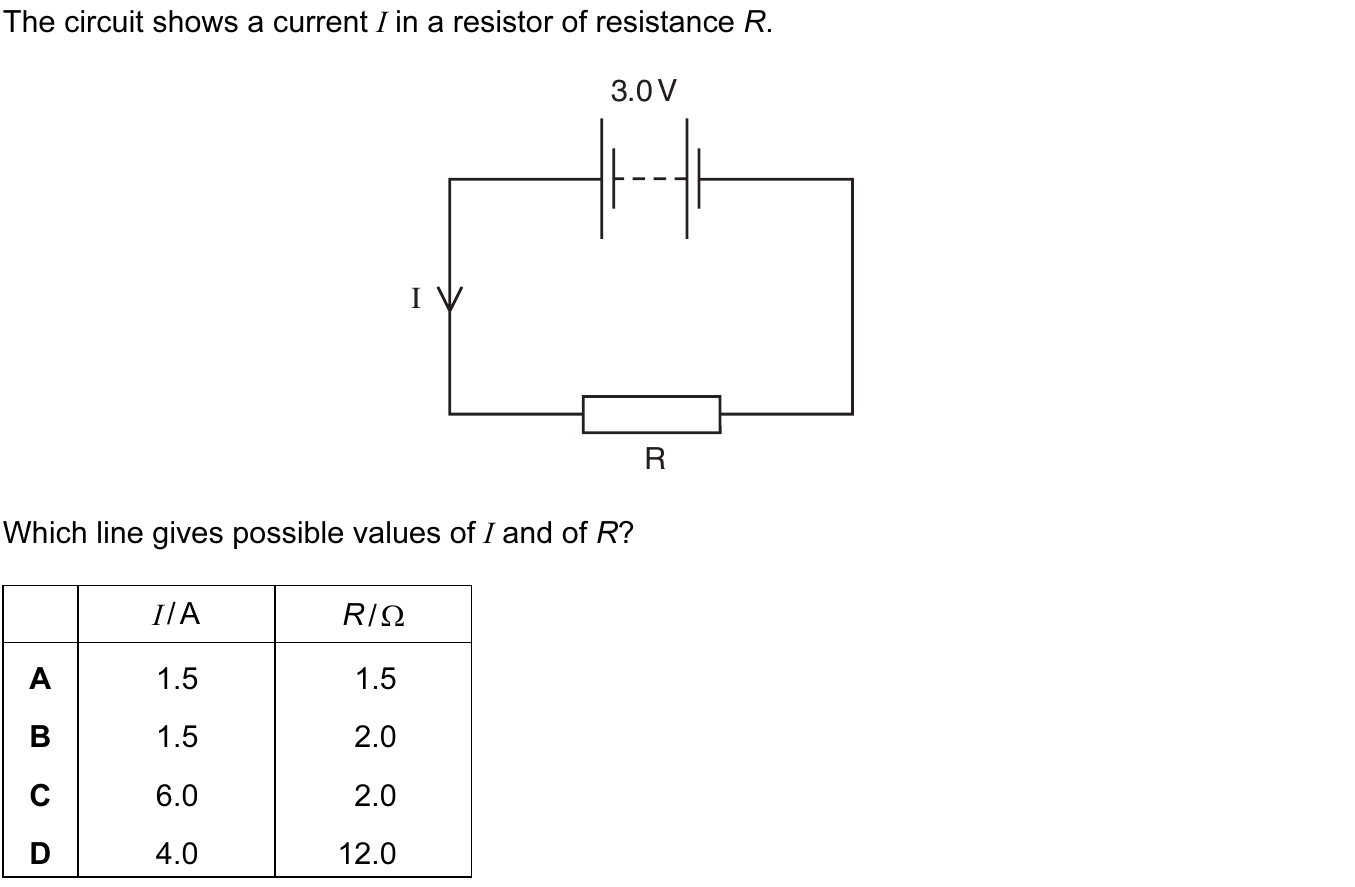 The circuit shows a current I in a resistor of resistance R.
3.0 V
I
R
Which line gives possible values of I and of R?
I / A R / Ω
A 1.5 1.5
B 1.5 2.0
C 6.0 2.0
D 4.0 12.0